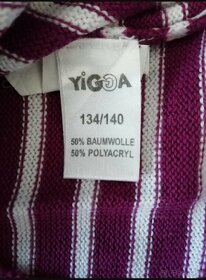 YiGGA
134/140
50% BAUMWOLLE
50% POLYACRYL